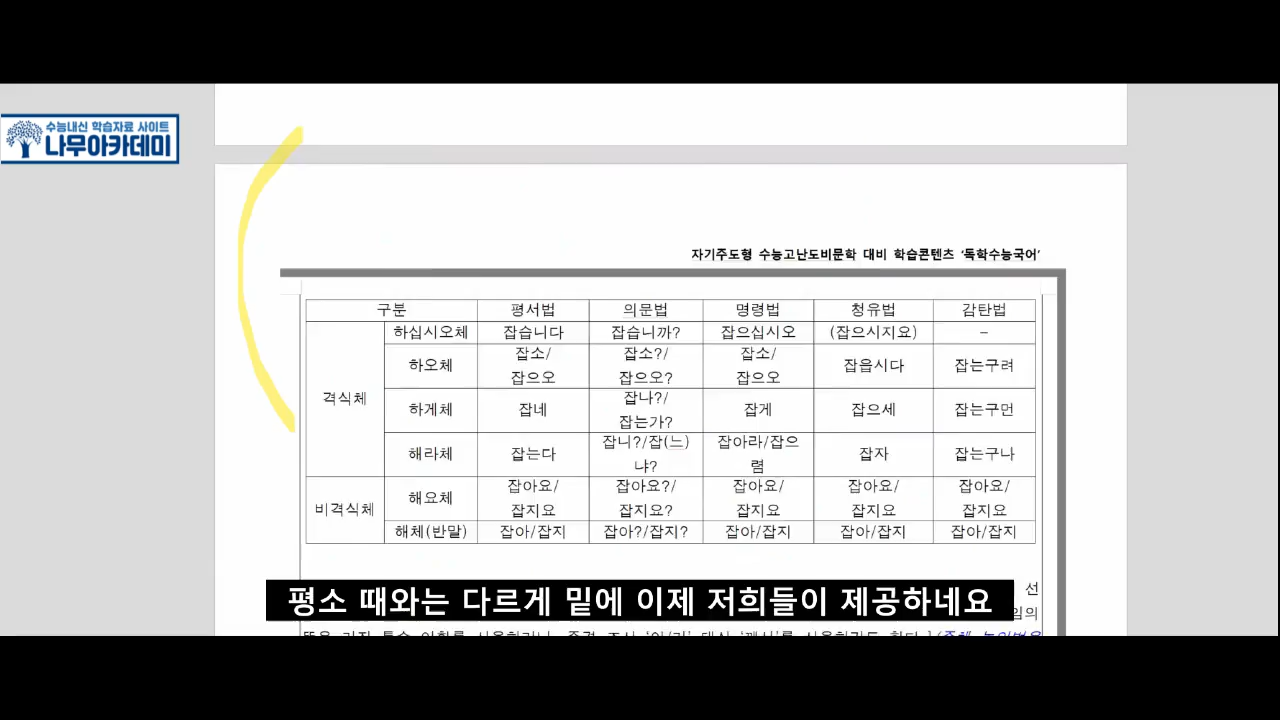 수능내신 학습자료 사이트
나무아카데미
자기주도형 수능고난도비문학 대비 학습콘텐츠 '독학수능국어'
구분 평서법 의문법 명령법 청유법 감탄법
격식체 하십시오체 잡습니다 잡습니까? 잡으십시오 (잡으시지요) –
하오체 잡소/ 잡으오 잡소?/ 잡으오? 잡소/ 잡으오 잡읍시다 잡는구려
하게체 잡네 잡나?/ 잡는가? 잡게 잡으세 잡는구먼
해라체 잡는다 잡니?/잡(느)냐? 잡아라/잡으렴 잡자 잡는구나
비격식체 해요체 잡아요/ 잡지요 잡아요?/ 잡지요? 잡아요/ 잡지요 잡아요/ 잡지요 잡아요/ 잡지요
해체(반말) 잡아/잡지 잡아?/잡지? 잡아/잡지 잡아/잡지 잡아/잡지
선
평소 때와는 다르게 밑에 이제 저희들이 제공하네요
임의